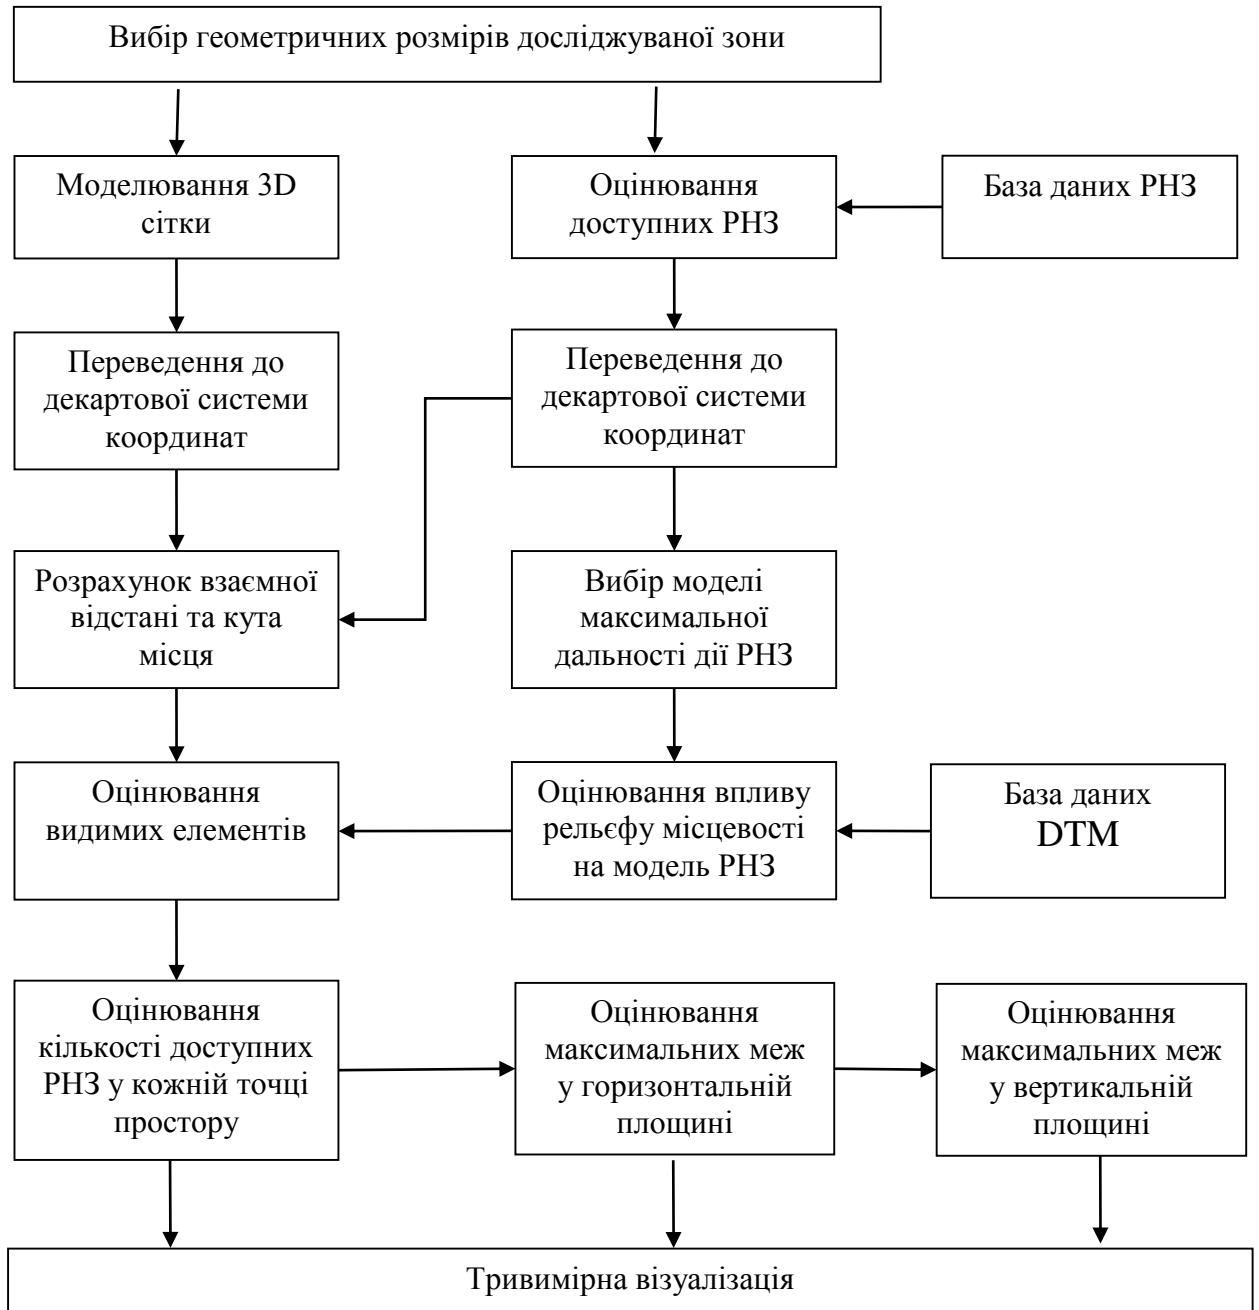 Вибір геометричних розмірів досліджуваної зони
Моделювання 3D
сітки
Оцінювання
доступних РНЗ
База даних РНЗ
Переведення до
декартової системи
координат
Переведення до
декартової системи
координат
Розрахунок взаємної
відстані та кута
місця
Вибір моделі
максимальної
дальності дії РНЗ
Оцінювання
видимих елементів
Оцінювання впливу
рельєфу місцевості
на модель РНЗ
База даних
DTM
Оцінювання
кількості доступних
РНЗ у кожній точці
простору
Оцінювання
максимальних меж
у горизонтальній
площині
Оцінювання
максимальних меж
у вертикальній
площині
Тривимірна візуалізація